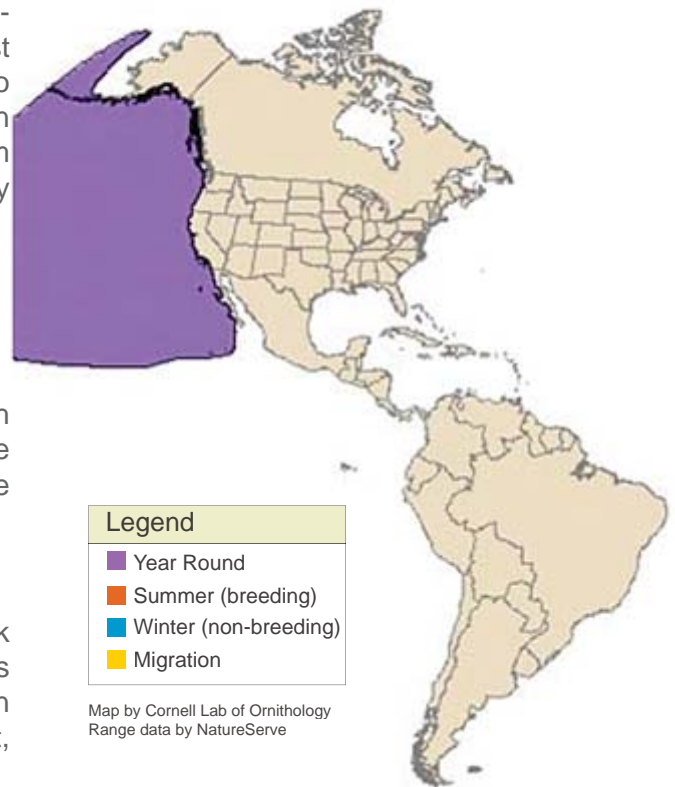 -
st
o
n
n
y
n
e
e
k
s
n
,
Legend
Year Round
Summer (breeding)
Winter (non-breeding)
Migration
Map by Cornell Lab of Ornithology
Range data by NatureServe